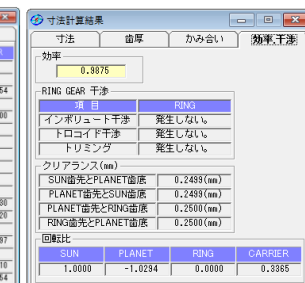 寸法計算結果
寸法 歯厚 かみ合い 効率,干渉
効率
0.9875
RING GEAR 干渉
項 目 RING
インボリュート干渉 発生しない。
トロコイド干渉 発生しない。
トリミング 発生しない。
クリアランス(mm)
SUN歯先とPLANET歯底 0.2499(mm)
PLANET歯先とSUN歯底 0.2499(mm)
PLANET歯先とRING歯底 0.2500(mm)
RING歯先とPLANET歯底 0.2500(mm)
回転比
SUN PLANET RING CARRIER
1.0000 -1.0294 0.0000 0.3365
54
00
30
20
97
10
54